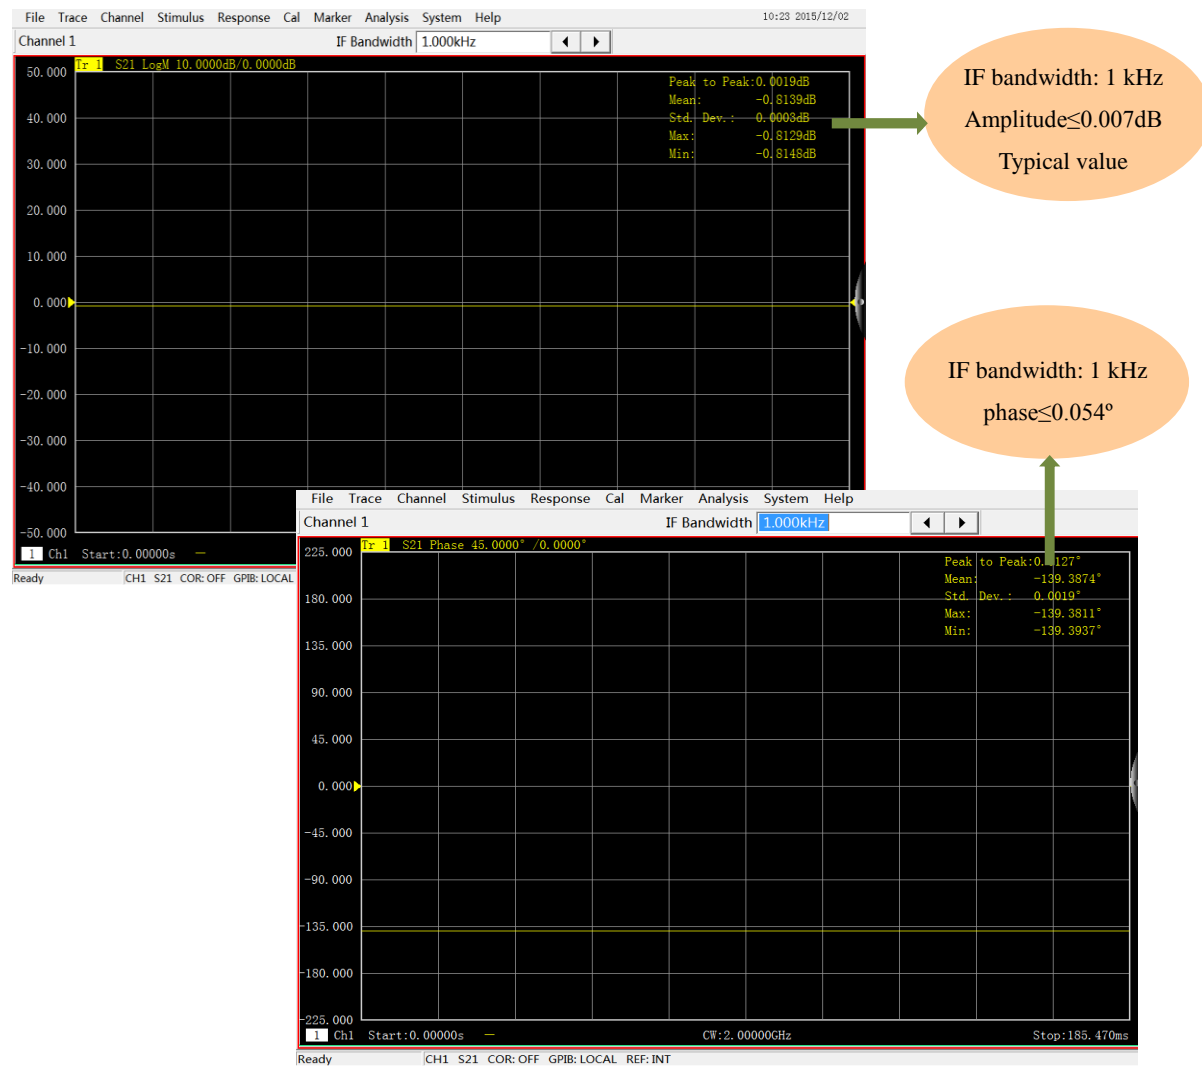 File Trace Channel Stimulus Response Cal Marker Analysis System Help 10:23 2015/12/02
Channel 1 IF Bandwidth 1.000kHz
Tr 1 S21 LogM 10.0000dB/0.0000dB
50.000
40.000
30.000
20.000
10.000
0.000
-10.000
-20.000
-30.000
-40.000
-50.000
Peak to Peak:0.0019dB
Mean: -0.8139dB
Std. Dev.: 0.0003dB
Max: -0.8129dB
Min: -0.8148dB
1 Ch1 Start:0.00000s
Ready CH1 S21 COR: OFF GPIB: LOCAL
IF bandwidth: 1 kHz
Amplitude≤0.007dB
Typical value
IF bandwidth: 1 kHz
phase≤0.054º
File Trace Channel Stimulus Response Cal Marker Analysis System Help
Channel 1 IF Bandwidth 1.000kHz
Tr 1 S21 Phase 45.0000° /0.0000°
225.000
180.000
135.000
90.000
45.000
0.000
-45.000
-90.000
-135.000
-180.000
-225.000
Peak to Peak:
Mean: -139.3874°
Std. Dev.: 0.0019°
Max: -139.3811°
Min: -139.3937°
1 Ch1 Start:0.00000s CW:2.00000GHz Stop:185.470ms
Ready CH1 S21 COR: OFF GPIB: LOCAL REF: INT